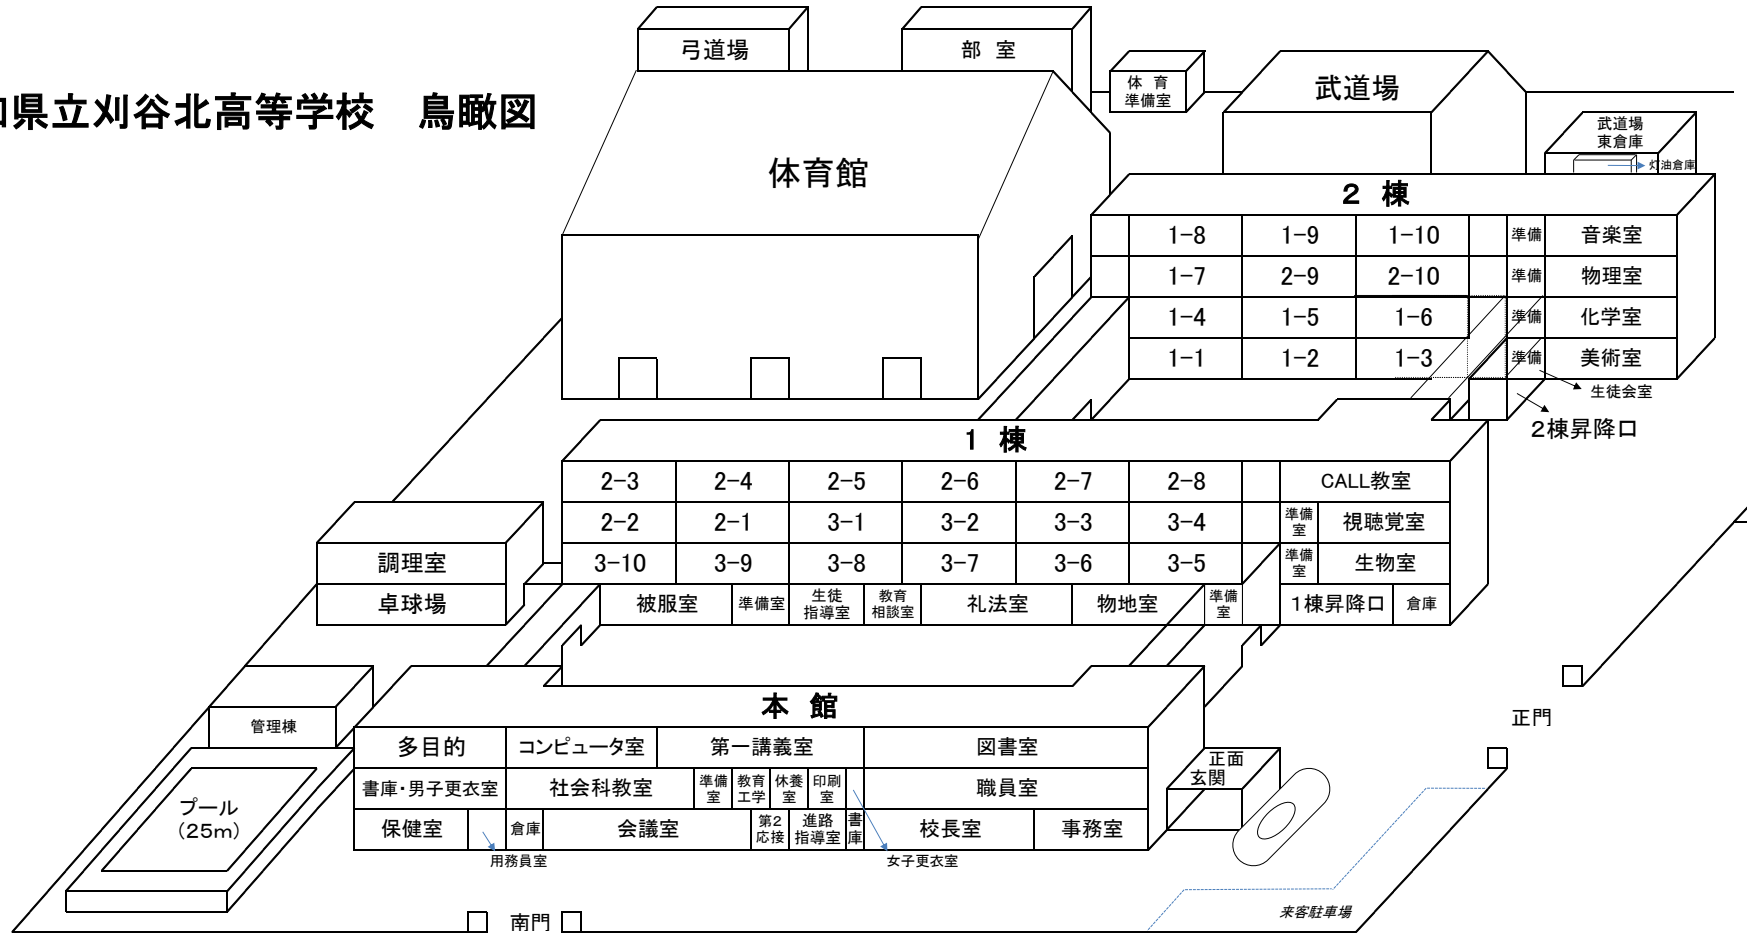 県立刈谷北高等学校　鳥瞰図
弓道場
部　室
体　育
準備室
武道場
武道場
東倉庫
灯油倉庫
体育館
２　棟
1-8 1-9 1-10 準備 音楽室
1-7 2-9 2-10 準備 物理室
1-4 1-5 1-6 準備 化学室
1-1 1-2 1-3 準備 美術室
生徒会室
２棟昇降口
１　棟
2-3 2-4 2-5 2-6 2-7 2-8 CALL教室
2-2 2-1 3-1 3-2 3-3 3-4 準備
室 視聴覚室
3-10 3-9 3-8 3-7 3-6 3-5 準備
室 生物室
被服室 準備室 生徒
指導室 教育
相談室 礼法室 物地室 準備
室 1棟昇降口 倉庫
調理室
卓球場
管理棟
プール
（25m）
本　館
多目的 コンピュータ室 第一講義室 図書室
書庫・男子更衣室 社会科教室 準備
室 教育
工学 休養
室 印刷
室 職員室
保健室 倉庫 会議室 第2
応接 進路
指導室 書
庫 校長室 事務室
用務員室
女子更衣室
正面
玄関
正門
来客駐車場
南門